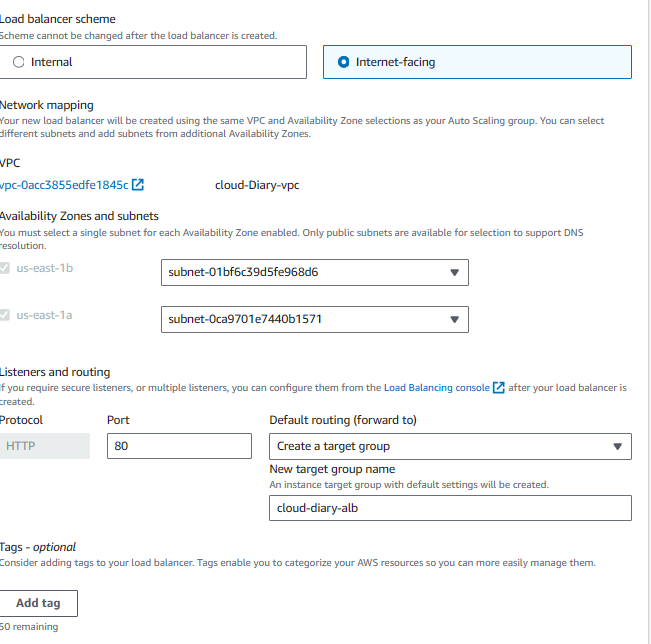 Load balancer scheme
Scheme cannot be changed after the load balancer is created.
Internal
Internet-facing
Network mapping
Your new load balancer will be created using the same VPC and Availability Zone selections as your Auto Scaling group. You can select
different subnets and add subnets from additional Availability Zones.
VPC
vpc-0acc3855edfe1845c
cloud-Diary-vpc
Availability Zones and subnets
You must select a single subnet for each Availability Zone enabled. Only public subnets are available for selection to support DNS
resolution.
us-east-1b
subnet-01bf6c39d5fe968d6
us-east-1a
subnet-0ca9701e7440b1571
Listeners and routing
If you require secure listeners, or multiple listeners, you can configure them from the Load Balancing console after your load balancer is
created.
Protocol
Port
Default routing (forward to)
HTTP
80
Create a target group
New target group name
An instance target group with default settings will be created.
cloud-diary-alb
Tags - optional
Consider adding tags to your load balancer. Tags enable you to categorize your AWS resources so you can more easily manage them.
Add tag
50 remaining